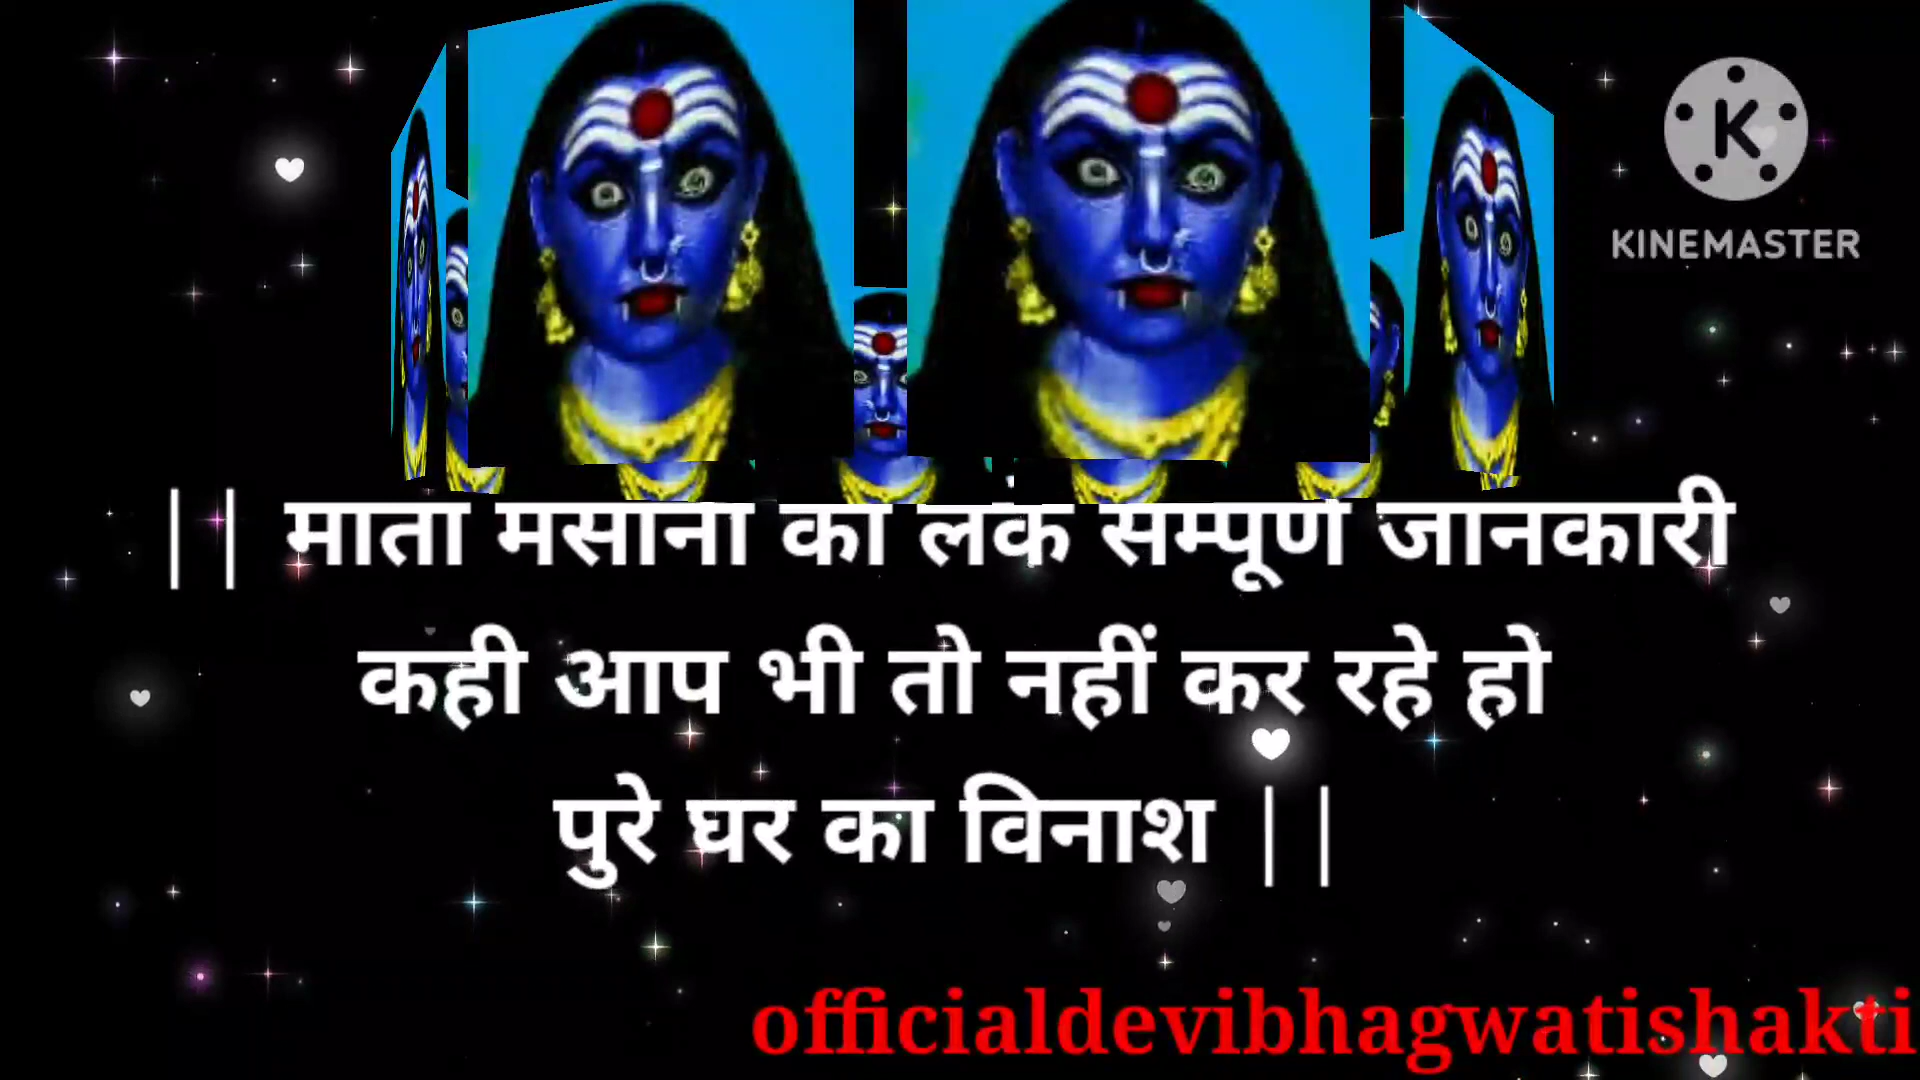 KINEMASTER
|| माता मसानी को लेके सम्पूर्ण जानकारी
कही आप भी तो नहीं कर रहे हो
पुरे घर का विनाश ||
officialdevibhagwatishakti